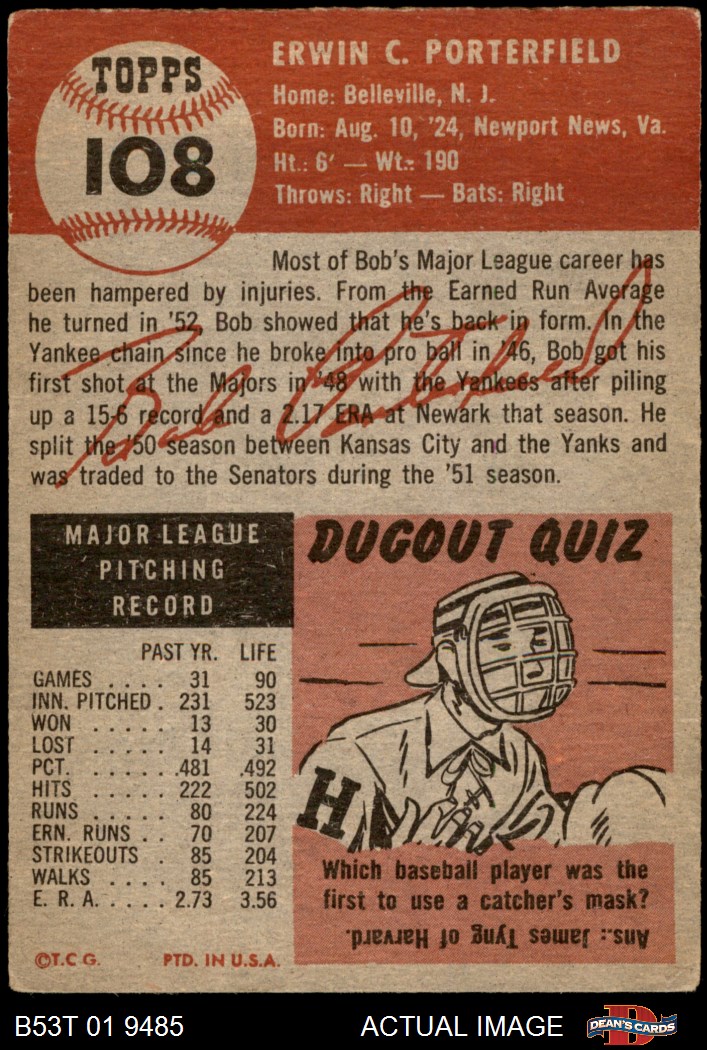 TOPPS
108
ERWIN C. PORTERFIELD
Home: Belleville, N. J.
Born: Aug. 10, '24, Newport News, Va.
Ht.: 6' — Wt.: 190
Throws: Right — Bats: Right
Most of Bob's Major League career has
been hampered by injuries. From the Earned Run Average
he turned in '52, Bob showed that he's back in form. In the
Yankee chain since he broke into pro ball in '46, Bob got his
first shot at the Majors in '48 with the Yankees after piling
up a 15-6 record and a 2.17 ERA at Newark that season. He
split the '50 season between Kansas City and the Yanks and
was traded to the Senators during the '51 season.
Bob Porterfield
MAJOR LEAGUE
PITCHING
RECORD
PAST YR. LIFE
GAMES . . . . 31 90
INN. PITCHED . 231 523
WON . . . . . 13 30
LOST . . . . . 14 31
PCT. . . . . . . .481 .492
HITS . . . . . 222 502
RUNS . . . . . 80 224
ERN. RUNS . . 70 207
STRIKEOUTS . 85 204
WALKS . . . . 85 213
E. R. A. . . . . . 2.73 3.56
©T.C.G. PTD. IN U.S.A.
DUGOUT QUIZ
H
Which baseball player was the
first to use a catcher's mask?
Ans.: James Tyng of Harvard.
B53T 01 9485 ACTUAL IMAGE
D
DEAN'S CARDS